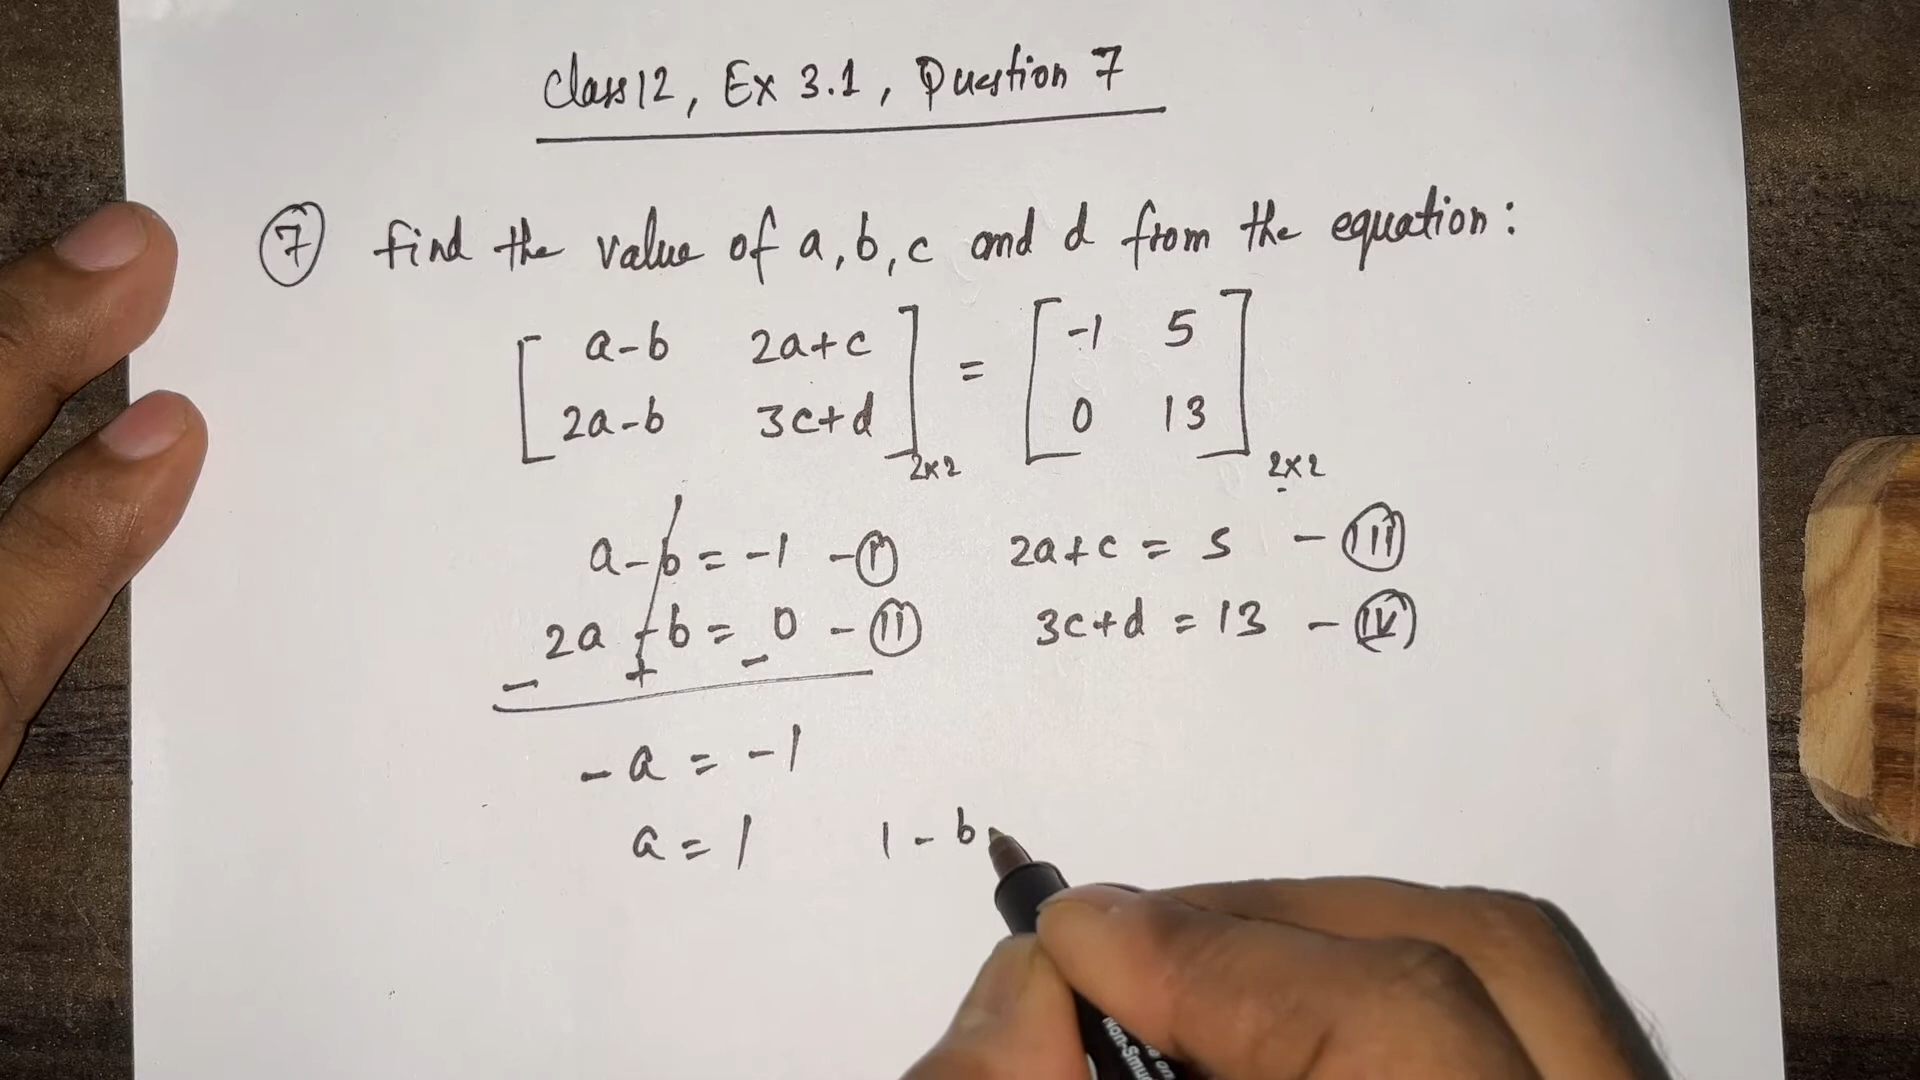 Class 12, Ex 3.1, Question 7
7 find the value of a, b, c and d from the equation:
[ a-b 2a+c ] = [ -1 5 ]
[ 2a-b 3c+d ] 2x2 [ 0 13 ] 2x2
a-b = -1 - I 2a+c = 5 - III
2a - b = 0 - II 3c+d = 13 - IV
- + -
-a = -1
a = 1 1 - b
Non-Smu